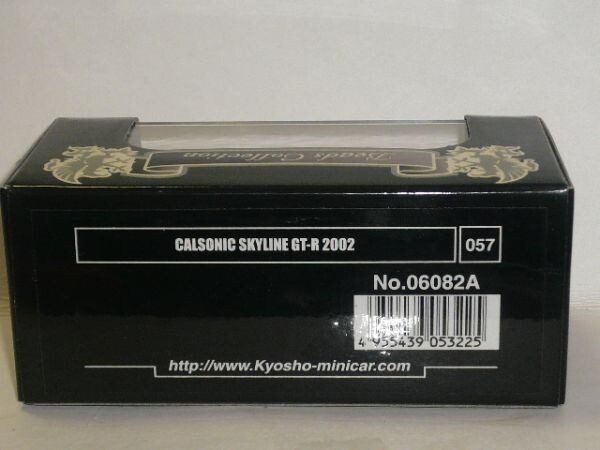 Beads Collection
CALSONIC SKYLINE GT-R 2002 057
No.06082A
4 955439 053225
http://www.Kyosho-minicar.com/